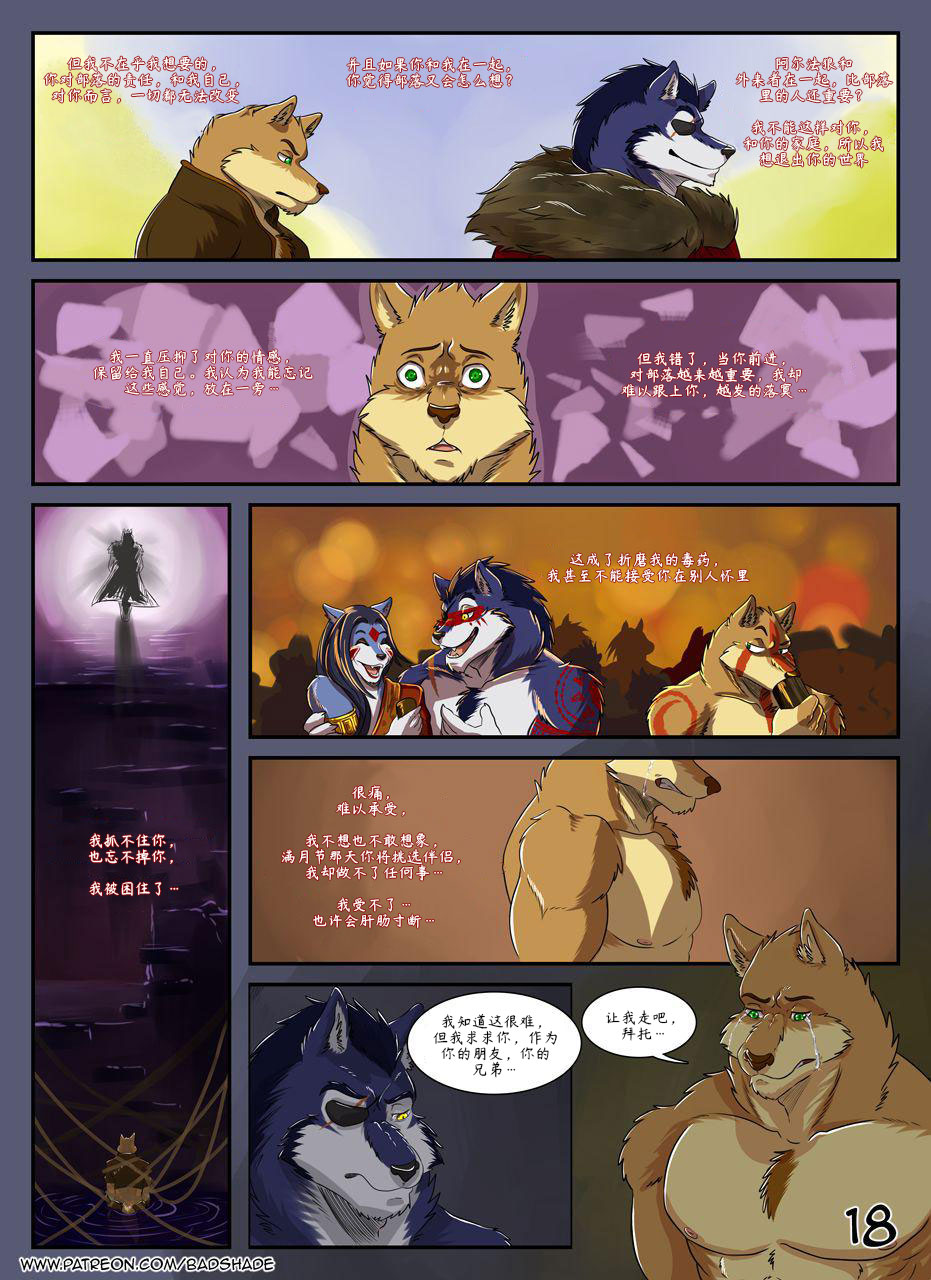 但我不在乎我想要的，
你对部落的责任，和我自己，
对你而言，一切都无法改变
并且如果你和我在一起，
你觉得部落又会怎么想？
阿尔法狼和
外来者在一起，比部落
里的人还重要？
我不能这样对你，
和你的家庭，所以我
想退出你的世界
我一直压抑了对你的情感，
保留给我自己。我认为我能忘记
这些感觉，放在一旁…
但我错了，当你前进，
对部落越来越重要，我却
难以跟上你，越发的落寞…
我抓不住你，
也忘不掉你，
我被困住了…
这成了折磨我的毒药，
我甚至不能接受你在别人怀里
很痛，
难以承受，
我不想也不敢想象，
满月节那天你将挑选伴侣，
我却做不了任何事…
我受不了…
也许会肝肠寸断…
我知道这很难，
但我求求你，作为
你的朋友，你的
兄弟…
让我走吧，
拜托…
18
WWW.PATREON.COM/BADSHADE